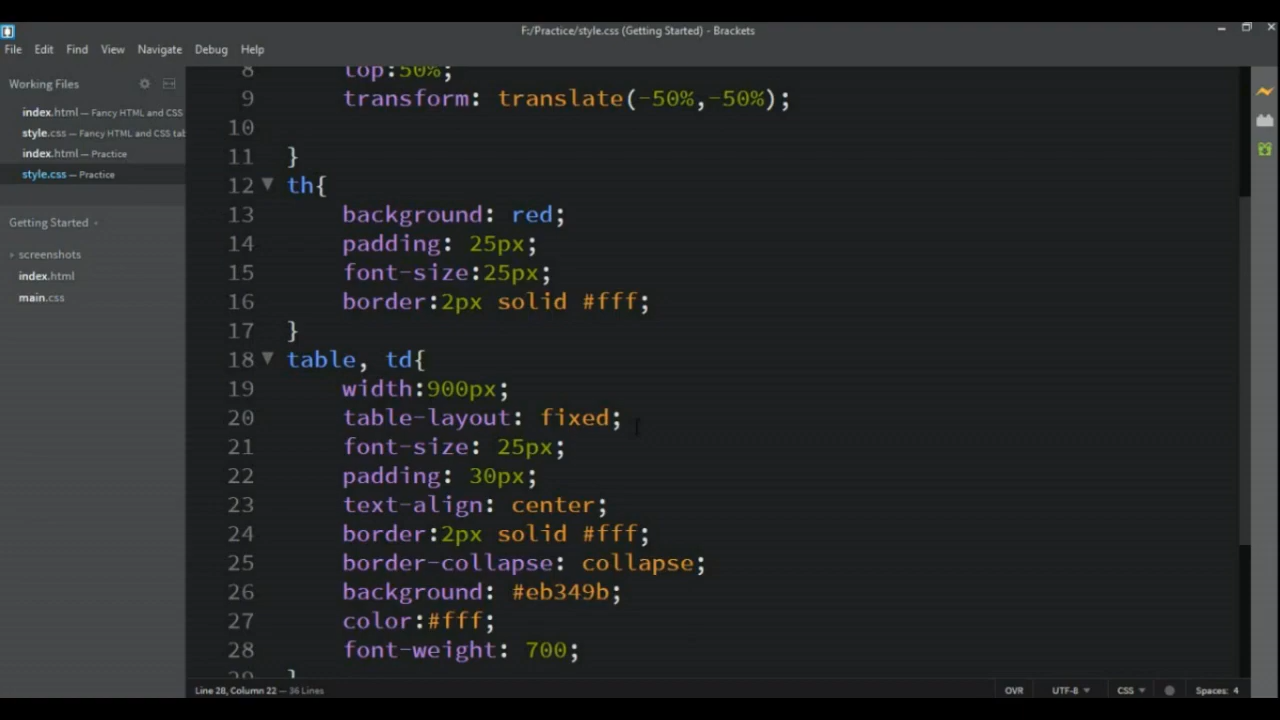 F:/Practice/style.css (Getting Started) - Brackets
File Edit Find View Navigate Debug Help
Working Files
index.html — Fancy HTML and CSS
style.css — Fancy HTML and CSS tab
index.html — Practice
style.css — Practice
Getting Started
screenshots
index.html
main.css
8 top:50%;
9 transform: translate(-50%,-50%);
10
11 }
12 th{
13 background: red;
14 padding: 25px;
15 font-size:25px;
16 border:2px solid #fff;
17 }
18 table, td{
19 width:900px;
20 table-layout: fixed;
21 font-size: 25px;
22 padding: 30px;
23 text-align: center;
24 border:2px solid #fff;
25 border-collapse: collapse;
26 background: #eb349b;
27 color:#fff;
28 font-weight: 700;
29 }
Line 28, Column 22 — 36 Lines
OVR UTF-8 CSS Spaces: 4